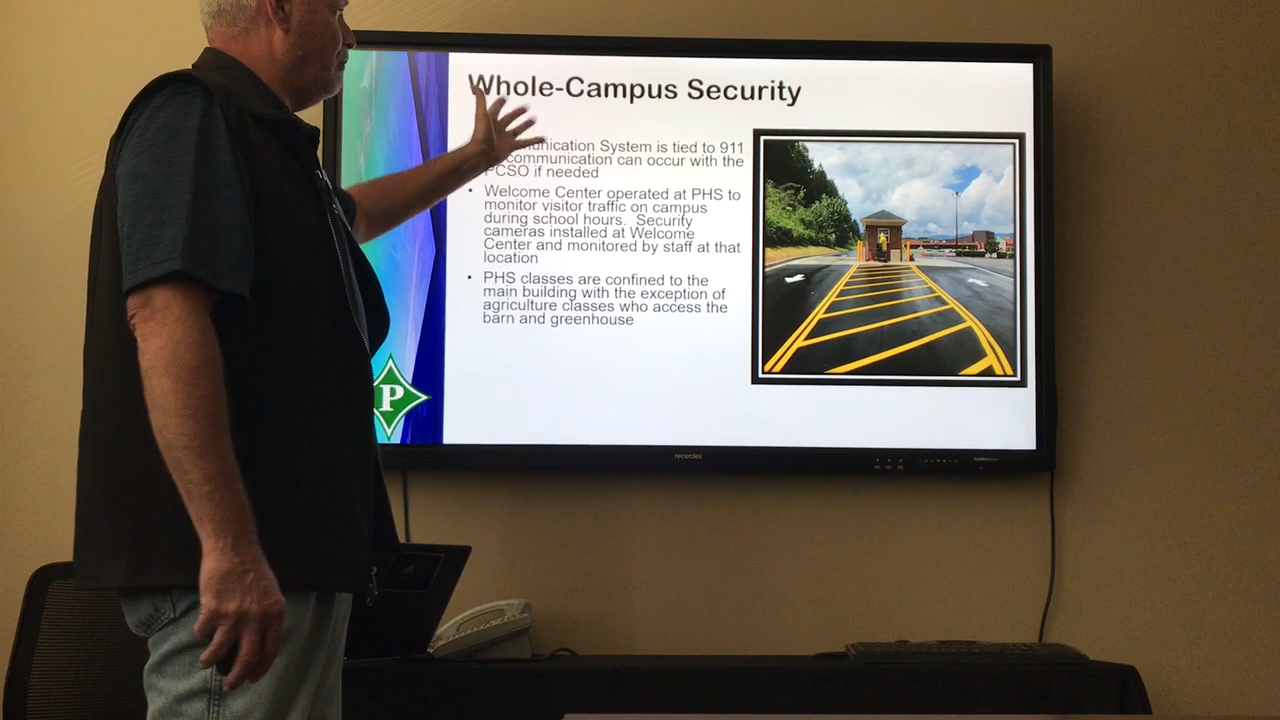 Whole-Campus Security
System is tied to 911
communication can occur with the
PCSO if needed
• Welcome Center operated at PHS to
monitor visitor traffic on campus
during school hours. Security
cameras installed at Welcome
Center and monitored by staff at that
location
• PHS classes are confined to the
main building with the exception of
agriculture classes who access the
barn and greenhouse
P
recordex